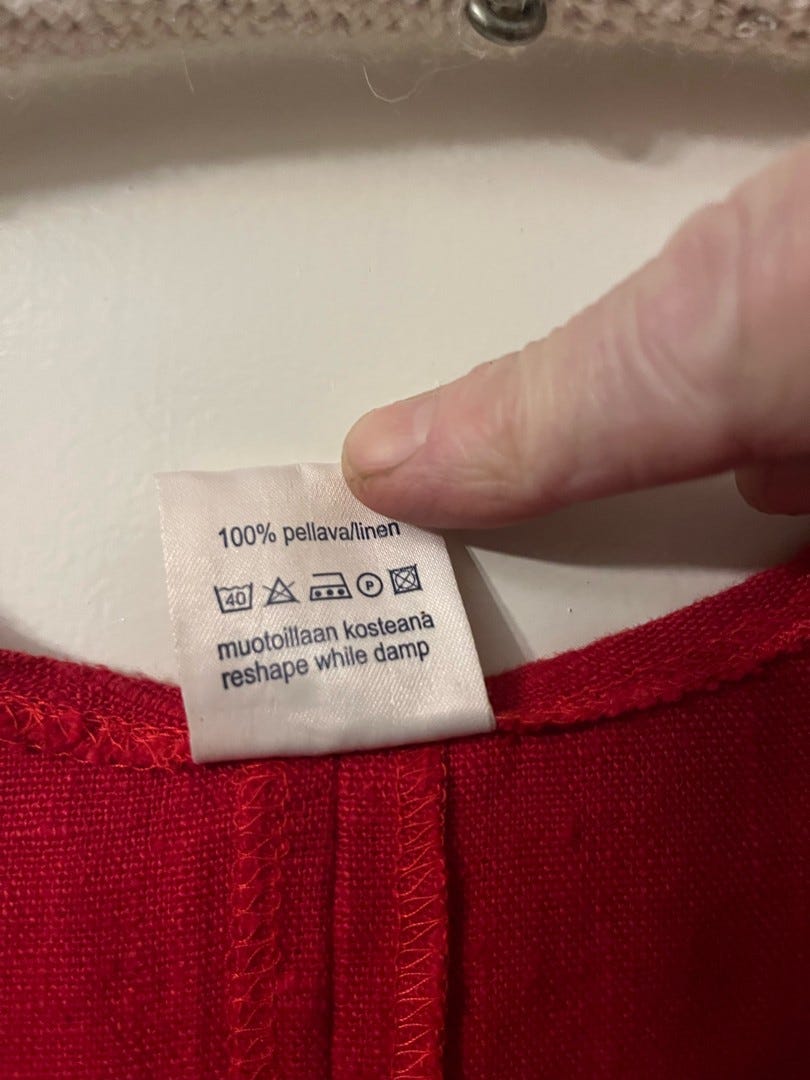 100% pellava/linen
40 P
muotoillaan kosteana
reshape while damp